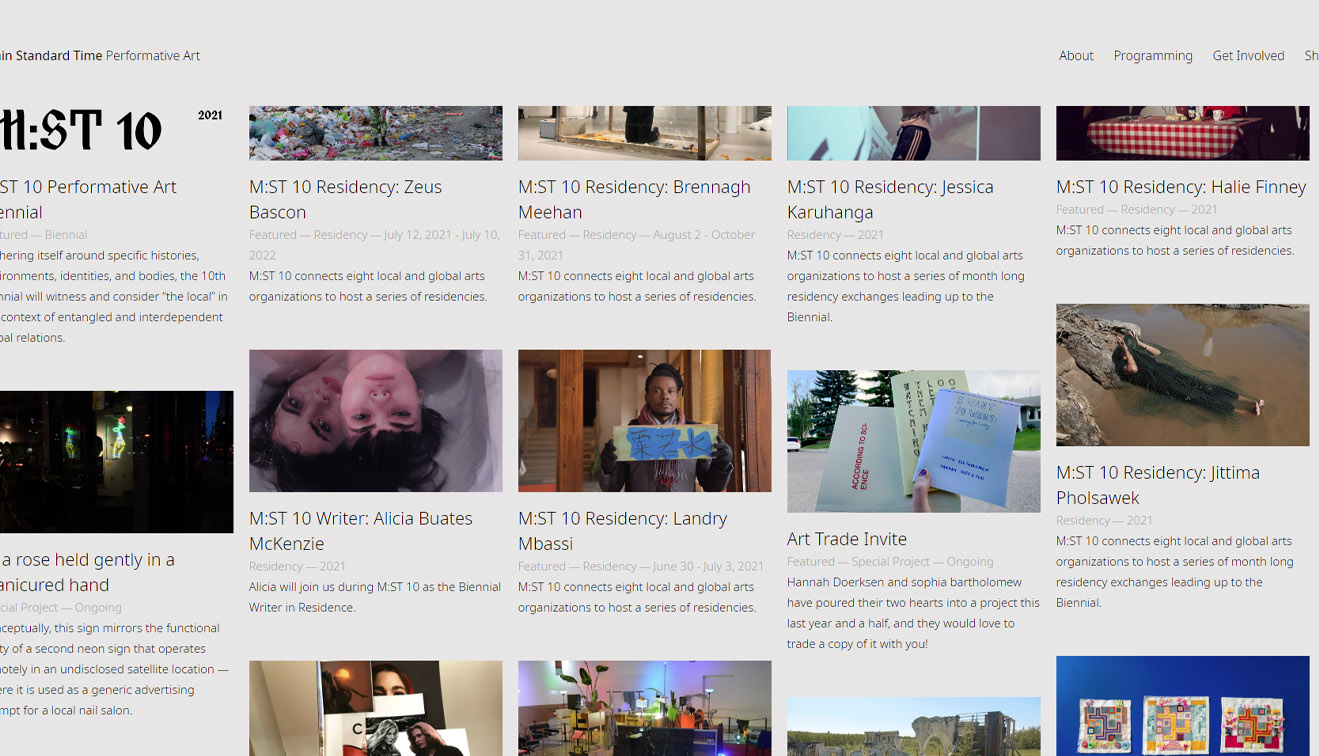 in Standard Time Performative Art
About Programming Get Involved Sh
M:ST 10 2021
ST 10 Performative Art
ennial
tured — Biennial
hering itself around specific histories,
ironments, identities, and bodies, the 10th
nnial will witness and consider “the local” in
context of entangled and interdependent
bal relations.
a rose held gently in a
anicured hand
cial Project — Ongoing
nceptually, this sign mirrors the functional
ty of a second neon sign that operates
notely in an undisclosed satellite location —
ere it is used as a generic advertising
mpt for a local nail salon.
M:ST 10 Residency: Zeus
Bascon
Featured — Residency — July 12, 2021 - July 10,
2022
M:ST 10 connects eight local and global arts
organizations to host a series of residencies.
M:ST 10 Writer: Alicia Buates
McKenzie
Residency — 2021
Alicia will join us during M:ST 10 as the Biennial
Writer in Residence.
M:ST 10 Residency: Brennagh
Meehan
Featured — Residency — August 2 - October
31, 2021
M:ST 10 connects eight local and global arts
organizations to host a series of residencies.
M:ST 10 Residency: Landry
Mbassi
Featured — Residency — June 30 - July 3, 2021
M:ST 10 connects eight local and global arts
organizations to host a series of residencies.
M:ST 10 Residency: Jessica
Karuhanga
Residency — 2021
M:ST 10 connects eight local and global arts
organizations to host a series of month long
residency exchanges leading up to the
Biennial.
ACCORDING TO SCI
ENCE
Art Trade Invite
Featured — Special Project — Ongoing
Hannah Doerksen and sophia bartholomew
have poured their two hearts into a project this
last year and a half, and they would love to
trade a copy of it with you!
M:ST 10 Residency: Halie Finney
Featured — Residency — 2021
M:ST 10 connects eight local and global arts
organizations to host a series of residencies.
M:ST 10 Residency: Jittima
Pholsawek
Residency — 2021
M:ST 10 connects eight local and global arts
organizations to host a series of month long
residency exchanges leading up to the
Biennial.